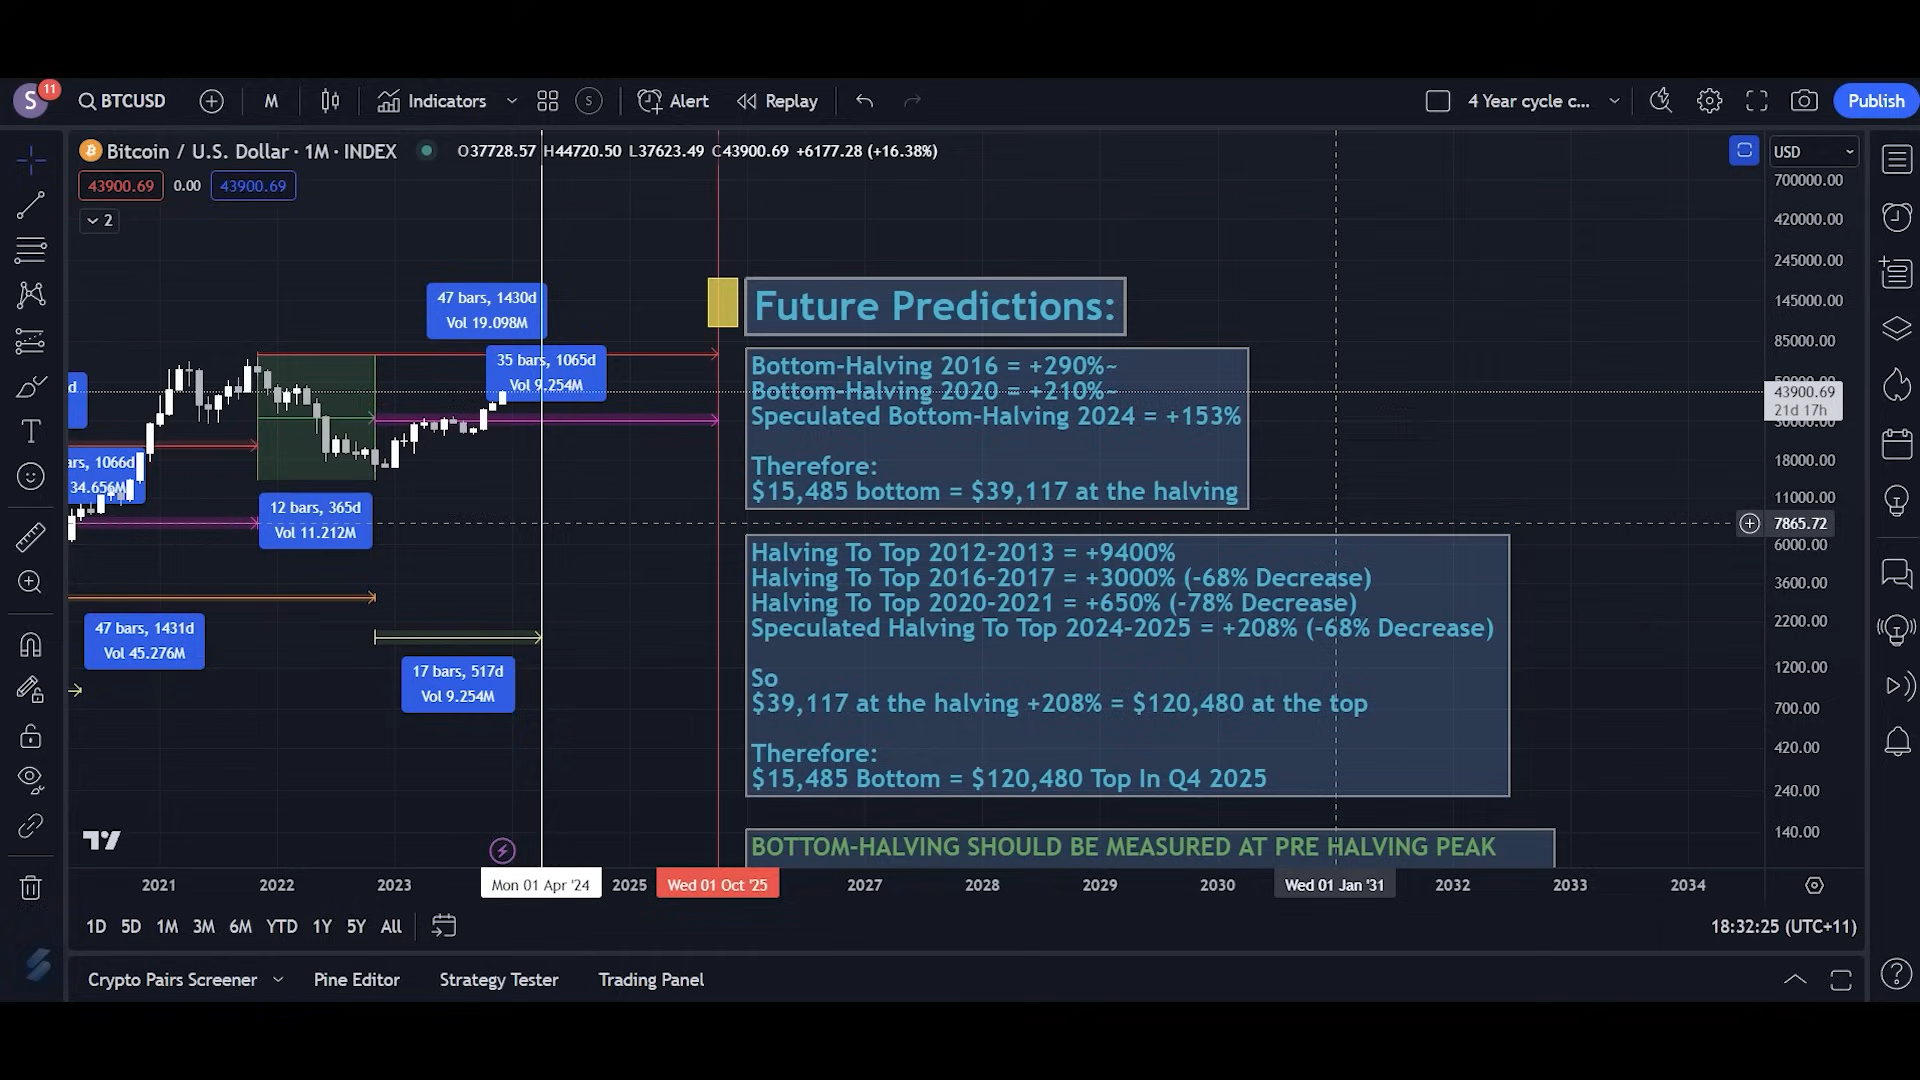 S 11 BTCUSD M Indicators S Alert Replay 4 Year cycle c... Publish
Bitcoin / U.S. Dollar · 1M · INDEX O37728.57 H44720.50 L37623.49 C43900.69 +6177.28 (+16.38%) USD
43900.69 0.00 43900.69
2
700000.00
420000.00
245000.00
145000.00
85000.00
43900.69
21d 17h
30000.00
18000.00
11000.00
7865.72
6000.00
3600.00
2200.00
1200.00
700.00
420.00
240.00
140.00
47 bars, 1430d
Vol 19.098M
35 bars, 1065d
Vol 9.254M
d
ars, 1066d
34.656M
12 bars, 365d
Vol 11.212M
47 bars, 1431d
Vol 45.276M
17 bars, 517d
Vol 9.254M
Future Predictions:
Bottom-Halving 2016 = +290%~
Bottom-Halving 2020 = +210%~
Speculated Bottom-Halving 2024 = +153%
Therefore:
$15,485 bottom = $39,117 at the halving
Halving To Top 2012-2013 = +9400%
Halving To Top 2016-2017 = +3000% (-68% Decrease)
Halving To Top 2020-2021 = +650% (-78% Decrease)
Speculated Halving To Top 2024-2025 = +208% (-68% Decrease)
So
$39,117 at the halving +208% = $120,480 at the top
Therefore:
$15,485 Bottom = $120,480 Top In Q4 2025
BOTTOM-HALVING SHOULD BE MEASURED AT PRE HALVING PEAK
2021 2022 2023 Mon 01 Apr '24 2025 Wed 01 Oct '25 2027 2028 2029 2030 Wed 01 Jan '31 2032 2033 2034
1D 5D 1M 3M 6M YTD 1Y 5Y All 18:32:25 (UTC+11)
Crypto Pairs Screener Pine Editor Strategy Tester Trading Panel